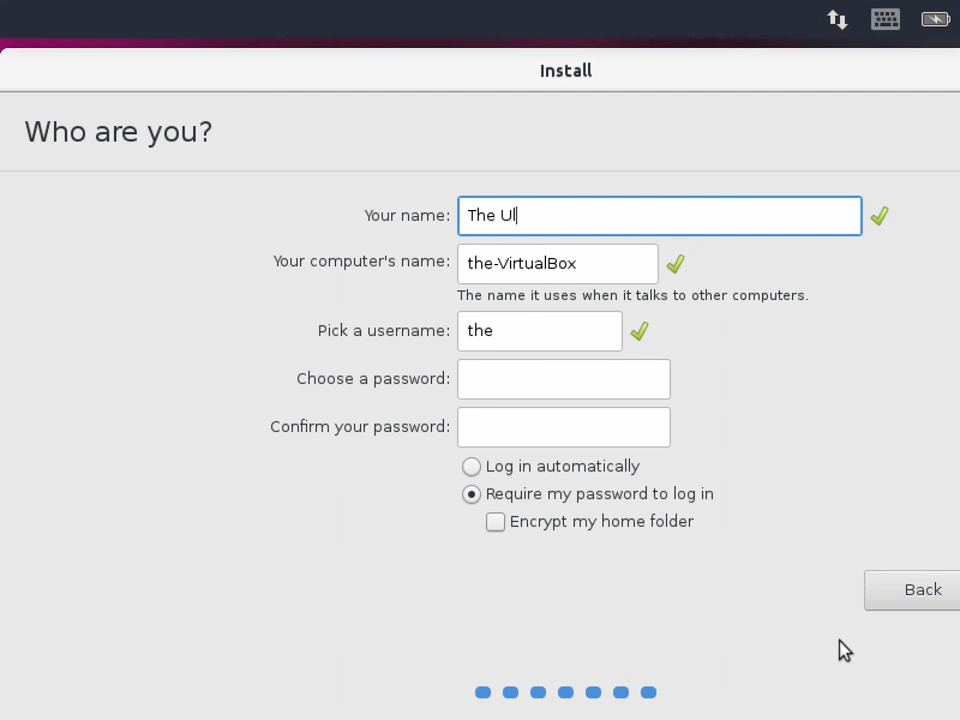 Install
Who are you?
Your name: The Ul
Your computer's name: the-VirtualBox
The name it uses when it talks to other computers.
Pick a username: the
Choose a password:
Confirm your password:
Log in automatically
Require my password to log in
Encrypt my home folder
Back